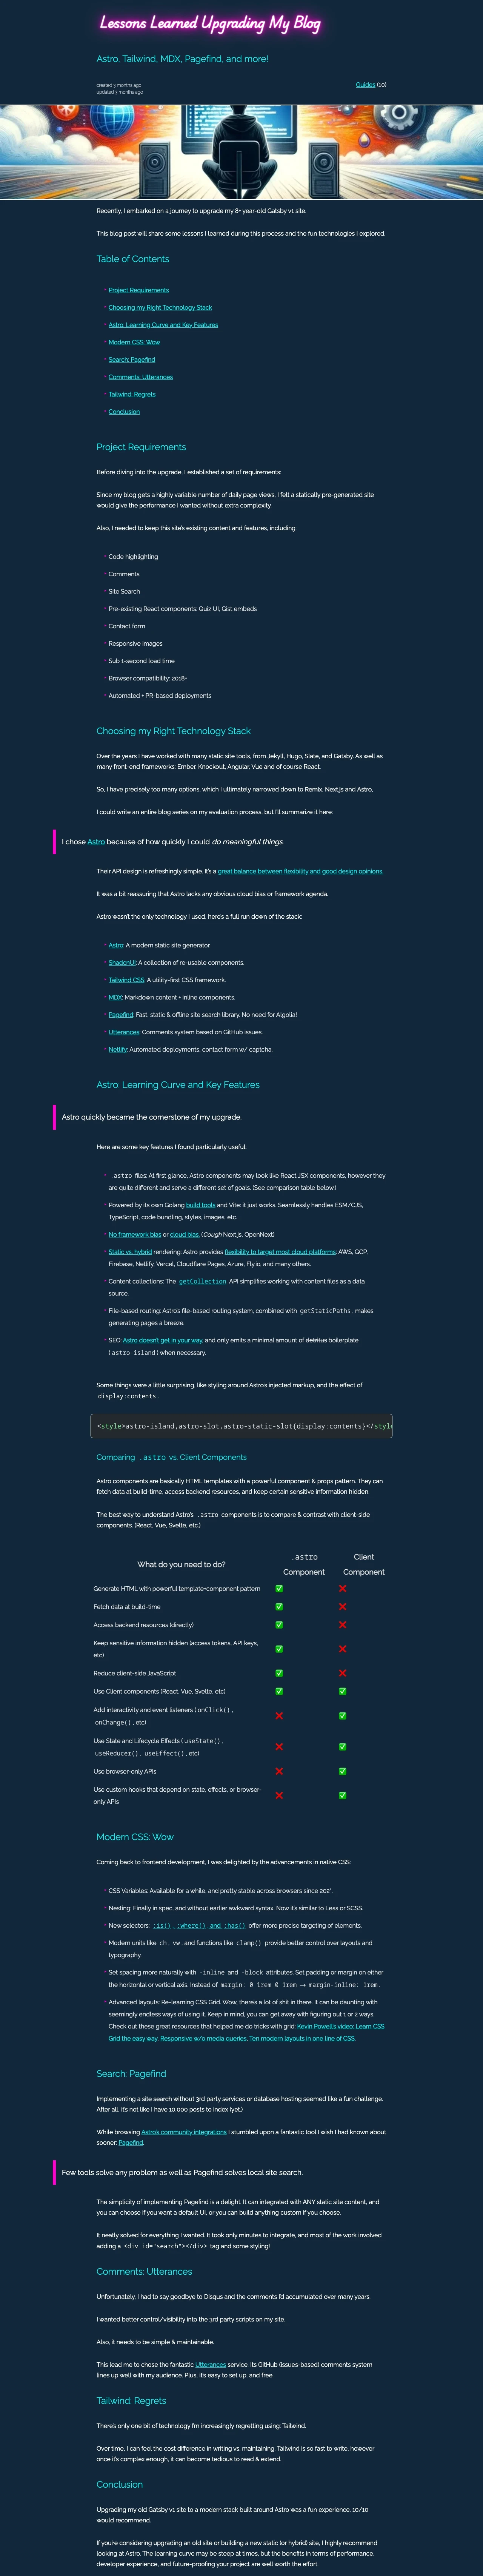 Lessons Learned Upgrading My Blog
Astro, Tailwind, MDX, Pagefind, and more!
created 3 months ago
updated 3 months ago
Guides (10)
Recently, I embarked on a journey to upgrade my 8+ year-old Gatsby v1 site.
This blog post will share some lessons I learned during this process and the fun technologies I explored.
Table of Contents
Project Requirements
Choosing my Right Technology Stack
Astro: Learning Curve and Key Features
Modern CSS: Wow
Search: Pagefind
Comments: Utterances
Tailwind: Regrets
Conclusion
Project Requirements
Before diving into the upgrade, I established a set of requirements:
Since my blog gets a highly variable number of daily page views, I felt a statically pre-generated site
would give the performance I wanted without extra complexity.
Also, I needed to keep this site's existing content and features, including:
Code highlighting
Comments
Site Search
Pre-existing React components: Quiz UI, Gist embeds
Contact form
Responsive images
Sub 1-second load time
Browser compatibility: 2018+
Automated + PR-based deployments
Choosing my Right Technology Stack
Over the years I have worked with many static site tools, from Jekyll, Hugo, Slate, and Gatsby. As well as
many front-end frameworks: Ember, Knockout, Angular, Vue and of course React.
So, I have precisely too many options, which I ultimately narrowed down to Remix, Next.js and Astro.
I could write an entire blog series on my evaluation process, but I'll summarize it here:
I chose Astro because of how quickly I could do meaningful things.
Their API design is refreshingly simple. It's a great balance between flexibility and good design opinions.
It was a bit reassuring that Astro lacks any obvious cloud bias or framework agenda.
Astro wasn't the only technology I used, here's a full run down of the stack:
Astro: A modern static site generator.
ShadcnUI: A collection of re-usable components.
Tailwind CSS: A utility-first CSS framework.
MDX: Markdown content + inline components.
Pagefind: Fast, static & offline site search library. No need for Algolia!
Utterances: Comments system based on GitHub issues.
Netlify: Automated deployments, contact form w/ captcha.
Astro: Learning Curve and Key Features
Astro quickly became the cornerstone of my upgrade.
Here are some key features I found particularly useful:
.astro files: At first glance, Astro components may look like React JSX components, however they
are quite different and serve a different set of goals. (See comparison table below.)
Powered by its own Golang build tools and Vite: it just works. Seamlessly handles ESM/CJS,
TypeScript, code bundling, styles, images, etc.
No framework bias or cloud bias. (Cough Next.js, OpenNext)
Static vs. hybrid rendering: Astro provides flexibility to target most cloud platforms: AWS, GCP,
Firebase, Netlify, Vercel, Cloudflare Pages, Azure, Fly.io, and many others.
Content collections: The getCollection API simplifies working with content files as a data
source.
File-based routing: Astro's file-based routing system, combined with getStaticPaths, makes
generating pages a breeze.
SEO: Astro doesn't get in your way, and only emits a minimal amount of detritus boilerplate
(astro-island) when necessary.
Some things were a little surprising, like styling around Astro's injected markup, and the effect of
display:contents.
<style>astro-island,astro-slot,astro-static-slot{display:contents}</style
Comparing .astro vs. Client Components
Astro components are basically HTML templates with a powerful component & props pattern. They can
fetch data at build-time, access backend resources, and keep certain sensitive information hidden.
The best way to understand Astro's .astro components is to compare & contrast with client-side
components. (React, Vue, Svelte, etc.)
What do you need to do?
.astro
Component
Client
Component
Generate HTML with powerful template+component pattern
Fetch data at build-time
Access backend resources (directly)
Keep sensitive information hidden (access tokens, API keys,
etc)
Reduce client-side JavaScript
Use Client components (React, Vue, Svelte, etc)
Add interactivity and event listeners (onClick(),
onChange(), etc)
Use State and Lifecycle Effects (useState(),
useReducer(), useEffect(), etc)
Use browser-only APIs
Use custom hooks that depend on state, effects, or browser-
only APIs
Modern CSS: Wow
Coming back to frontend development, I was delighted by the advancements in native CSS:
CSS Variables: Available for a while, and pretty stable across browsers since 202*.
Nesting: Finally in spec, and without earlier awkward syntax. Now it's similar to Less or SCSS.
New selectors: :is(), :where(), and :has() offer more precise targeting of elements.
Modern units like ch, vw, and functions like clamp() provide better control over layouts and
typography.
Set spacing more naturally with -inline and -block attributes. Set padding or margin on either
the horizontal or vertical axis. Instead of margin: 0 1rem 0 1rem → margin-inline: 1rem.
Advanced layouts: Re-learning CSS Grid. Wow, there's a lot of shit in there. It can be daunting with
seemingly endless ways of using it. Keep in mind, you can get away with figuring out 1 or 2 ways.
Check out these great resources that helped me do tricks with grid: Kevin Powell's video: Learn CSS
Grid the easy way, Responsive w/o media queries, Ten modern layouts in one line of CSS.
Search: Pagefind
Implementing a site search without 3rd party services or database hosting seemed like a fun challenge.
After all, it's not like I have 10,000 posts to index (yet.)
While browsing Astro's community integrations I stumbled upon a fantastic tool I wish I had known about
sooner: Pagefind.
Few tools solve any problem as well as Pagefind solves local site search.
The simplicity of implementing Pagefind is a delight. It can integrated with ANY static site content, and
you can choose if you want a default UI, or you can build anything custom if you choose.
It neatly solved for everything I wanted. It took only minutes to integrate, and most of the work involved
adding a <div id="search"></div> tag and some styling!
Comments: Utterances
Unfortunately, I had to say goodbye to Disqus and the comments I'd accumulated over many years.
I wanted better control/visibility into the 3rd party scripts on my site.
Also, it needs to be simple & maintainable.
This lead me to chose the fantastic Utterances service. Its GitHub (issues-based) comments system
lines up well with my audience. Plus, it's easy to set up, and free.
Tailwind: Regrets
There's only one bit of technology I'm increasingly regretting using: Tailwind.
Over time, I can feel the cost difference in writing vs. maintaining. Tailwind is so fast to write, however
once it's complex enough, it can become tedious to read & extend.
Conclusion
Upgrading my old Gatsby v1 site to a modern stack built around Astro was a fun experience. 10/10
would recommend.
If you're considering upgrading an old site or building a new static (or hybrid) site, I highly recommend
looking at Astro. The learning curve may be steep at times, but the benefits in terms of performance,
developer experience, and future-proofing your project are well worth the effort.